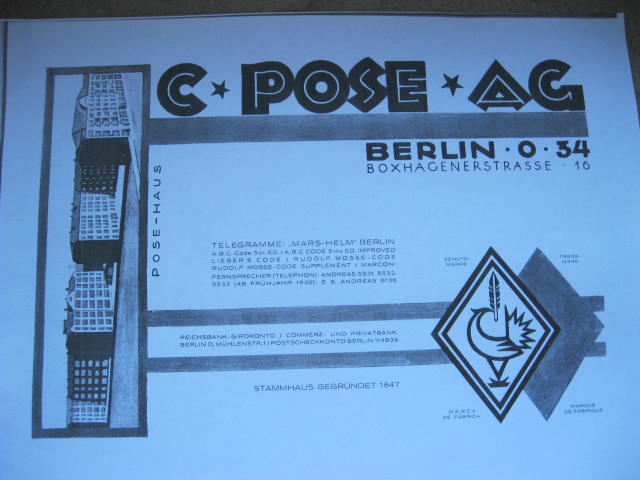 C ★ POSE ★ AG
BERLIN · O · 34
BOXHAGENERSTRASSE · 16
POSE-HAUS
TELEGRAMME: „MARS-HELM" BERLIN
A.B.C.-Code 5th. ED. / A.B.C. CODE 5the ED. IMPROVED
LIEBER'S CODE / RUDOLF MOSSE-CODE
RUDOLF MOSSE-CODE SUPPLEMENT / MARCONI
FERNSPRECHER (TELEPHON): ANDREAS 5531, 5532,
5533 (AB FRÜHJAHR 1930): E 8, ANDREAS 6135
SCHUTZ-
MARKE
TRADE-
MARK
REICHSBANK-GIROKONTO / COMMERZ- UND PRIVATBANK,
BERLIN O, MÜHLENSTR. 1 / POSTSCHECKKONTO BERLIN 114939
STAMMHAUS GEGRÜNDET 1847
MARCA
DE FÁBRICA
MARQUE
DE FABRIQUE